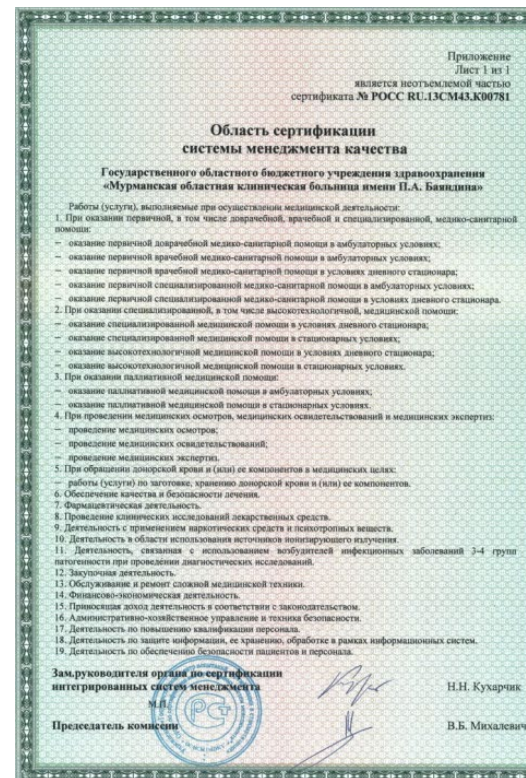 Приложение
Лист 1 из 1
является неотъемлемой частью
сертификата № РОСС RU.13СМ43.К00781
Область сертификации
системы менеджмента качества
Государственного областного бюджетного учреждения здравоохранения
«Мурманская областная клиническая больница имени П.А. Баяндина»
Работы (услуги), выполняемые при осуществлении медицинской деятельности:
1. При оказании первичной, в том числе доврачебной, врачебной и специализированной, медико-санитарной
помощи:
– оказание первичной доврачебной медико-санитарной помощи в амбулаторных условиях;
– оказание первичной врачебной медико-санитарной помощи в амбулаторных условиях;
– оказание первичной врачебной медико-санитарной помощи в условиях дневного стационара;
– оказание первичной специализированной медико-санитарной помощи в амбулаторных условиях;
– оказание первичной специализированной медико-санитарной помощи в условиях дневного стационара.
2. При оказании специализированной, в том числе высокотехнологичной, медицинской помощи:
– оказание специализированной медицинской помощи в условиях дневного стационара;
– оказание специализированной медицинской помощи в стационарных условиях;
– оказание высокотехнологичной медицинской помощи в условиях дневного стационара;
– оказание высокотехнологичной медицинской помощи в стационарных условиях.
3. При оказании паллиативной медицинской помощи:
– оказание паллиативной медицинской помощи в амбулаторных условиях;
– оказание паллиативной медицинской помощи в стационарных условиях.
4. При проведении медицинских осмотров, медицинских освидетельствований и медицинских экспертиз:
– проведение медицинских осмотров;
– проведение медицинских освидетельствований;
– проведение медицинских экспертиз.
5. При обращении донорской крови и (или) ее компонентов в медицинских целях:
– работы (услуги) по заготовке, хранению донорской крови и (или) ее компонентов.
6. Обеспечение качества и безопасности лечения.
7. Фармацевтическая деятельность.
8. Проведение клинических исследований лекарственных средств.
9. Деятельность с применением наркотических средств и психотропных веществ.
10. Деятельность в области использования источников ионизирующего излучения.
11. Деятельность, связанная с использованием возбудителей инфекционных заболеваний 3-4 групп
патогенности при проведении диагностических исследований.
12. Закупочная деятельность.
13. Обслуживание и ремонт сложной медицинской техники.
14. Финансово-экономическая деятельность.
15. Приносящая доход деятельность в соответствии с законодательством.
16. Административно-хозяйственное управление и техника безопасности.
17. Деятельность по повышению квалификации персонала.
18. Деятельность по защите информации, ее хранению, обработке в рамках информационных систем.
19. Деятельность по обеспечению безопасности пациентов и персонала.
Зам.руководителя органа по сертификации
интегрированных систем менеджмента
Н.Н. Кухарчик
М.П.
РС+
Председатель комиссии
В.Б. Михалевич